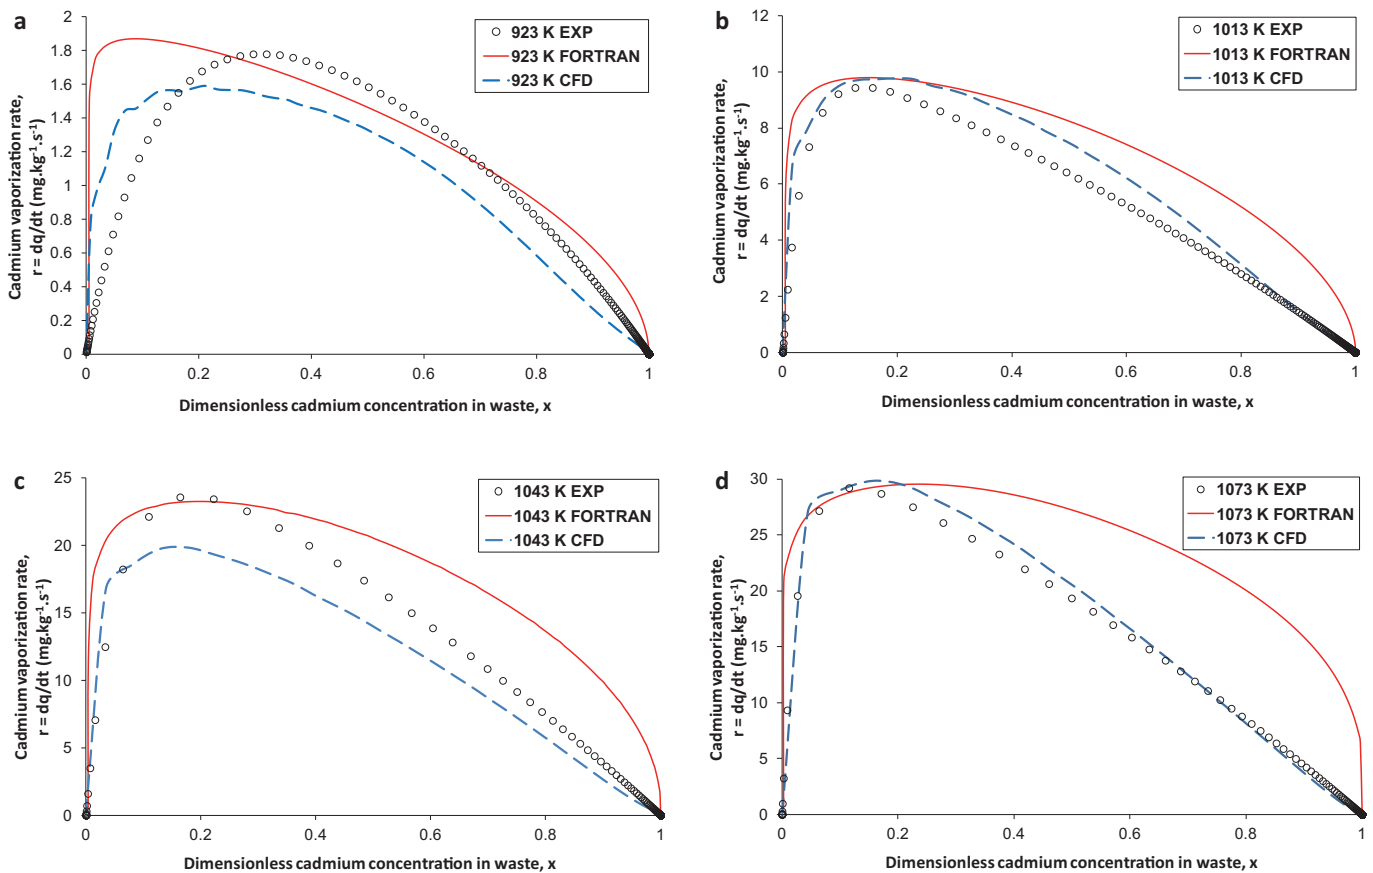 a
2
1.8
1.6
1.4
1.2
1
0.8
0.6
0.4
0.2
0
0 0.2 0.4 0.6 0.8 1
Cadmium vaporization rate,
r = dq/dt (mg.kg⁻¹.s⁻¹)
Dimensionless cadmium concentration in waste, x
923 K EXP
923 K FORTRAN
923 K CFD
b
12
10
8
6
4
2
0
0 0.2 0.4 0.6 0.8 1
Cadmium vaporization rate,
r = dq/dt (mg.kg⁻¹.s⁻¹)
Dimensionless cadmium concentration in waste, x
1013 K EXP
1013 K FORTRAN
1013 K CFD
c
25
20
15
10
5
0
0 0.2 0.4 0.6 0.8 1
Cadmium vaporization rate,
r = dq/dt (mg.kg⁻¹.s⁻¹)
Dimensionless cadmium concentration in waste, x
1043 K EXP
1043 K FORTRAN
1043 K CFD
d
30
25
20
15
10
5
0
0 0.2 0.4 0.6 0.8 1
Cadmium vaporization rate,
r = dq/dt (mg.kg⁻¹.s⁻¹)
Dimensionless cadmium concentration in waste, x
1073 K EXP
1073 K FORTRAN
1073 K CFD